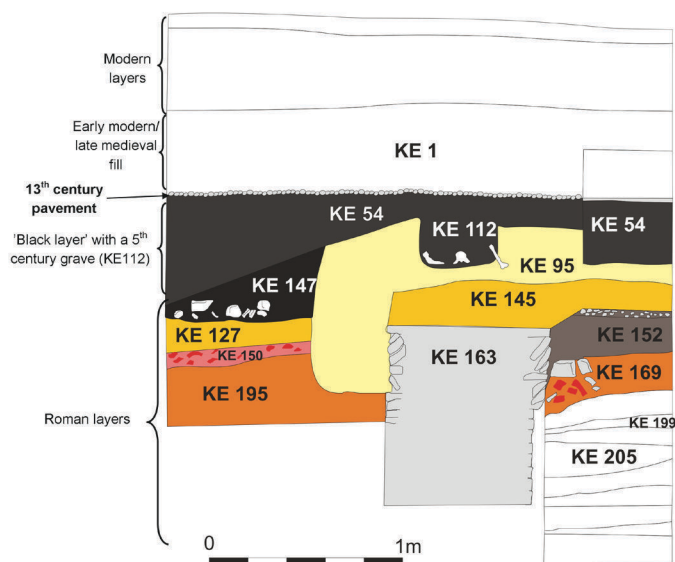 Modern
layers
Early modern/
late medieval
fill
KE 1
13th century
pavement
KE 54
KE 54
'Black layer' with a 5th
century grave (KE112)
KE 112
KE 95
KE 147
KE 145
KE 127
KE 152
KE 150
KE 163
KE 169
KE 195
Roman layers
KE 199
KE 205
0
1m